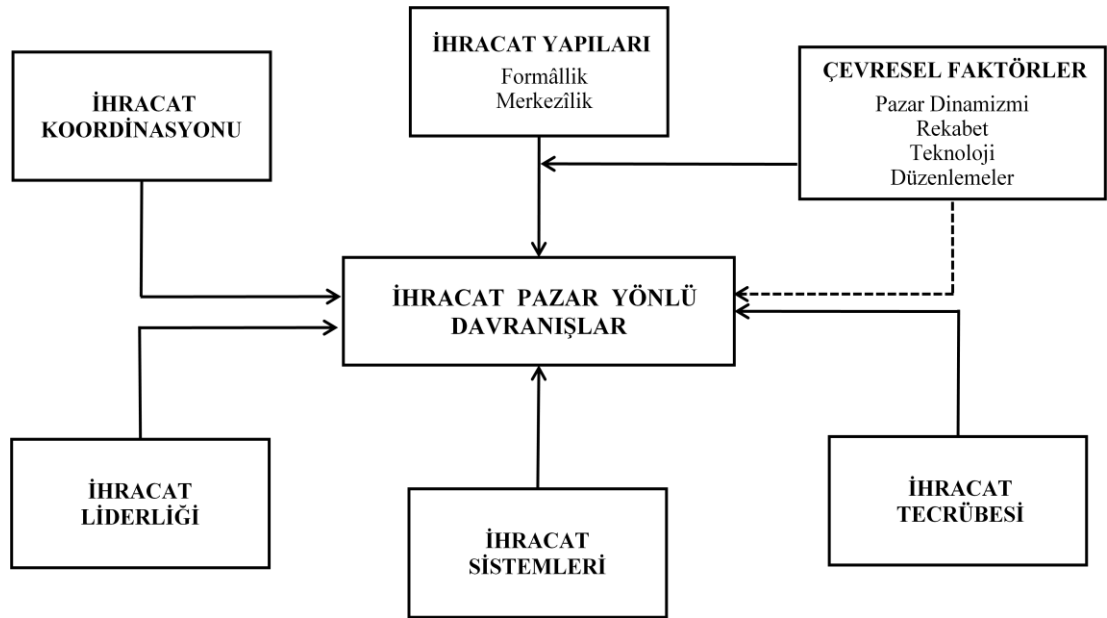 İHRACAT YAPILARI
Formâllik
Merkezîlik
İHRACAT
KOORDİNASYONU
ÇEVRESEL FAKTÖRLER
Pazar Dinamizmi
Rekabet
Teknoloji
Düzenlemeler
İHRACAT PAZAR YÖNLÜ
DAVRANIŞLAR
İHRACAT
LİDERLİĞİ
İHRACAT
SİSTEMLERİ
İHRACAT
TECRÜBESİ